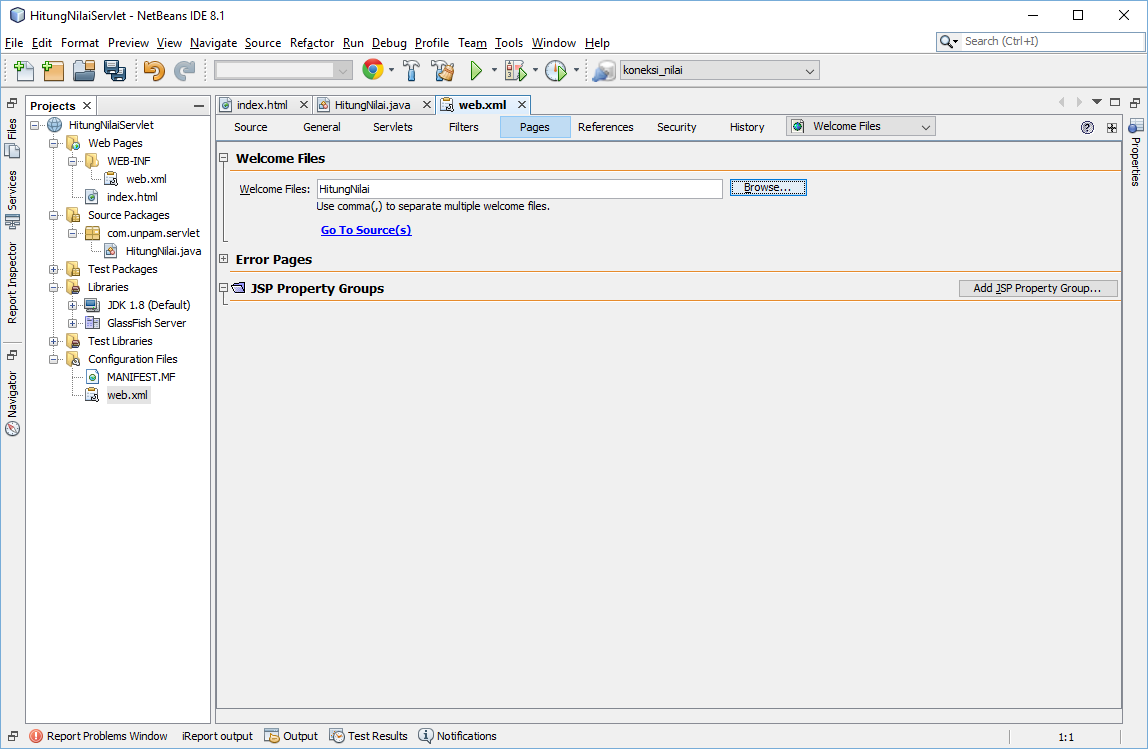 HitungNilaiServlet - NetBeans IDE 8.1
File Edit Format Preview View Navigate Source Refactor Run Debug Profile Team Tools Window Help
Search (Ctrl+I)
koneksi_nilai
Files
Services
Report Inspector
Navigator
Projects
HitungNilaiServlet
Web Pages
WEB-INF
web.xml
index.html
Source Packages
com.unpam.servlet
HitungNilai.java
Test Packages
Libraries
JDK 1.8 (Default)
GlassFish Server
Test Libraries
Configuration Files
MANIFEST.MF
web.xml
index.html HitungNilai.java web.xml
Source General Servlets Filters Pages References Security History Welcome Files
Welcome Files
Welcome Files: HitungNilai Browse...
Use comma(,) to separate multiple welcome files.
Go To Source(s)
Error Pages
JSP Property Groups Add JSP Property Group...
Properties
Report Problems Window iReport output Output Test Results Notifications 1:1